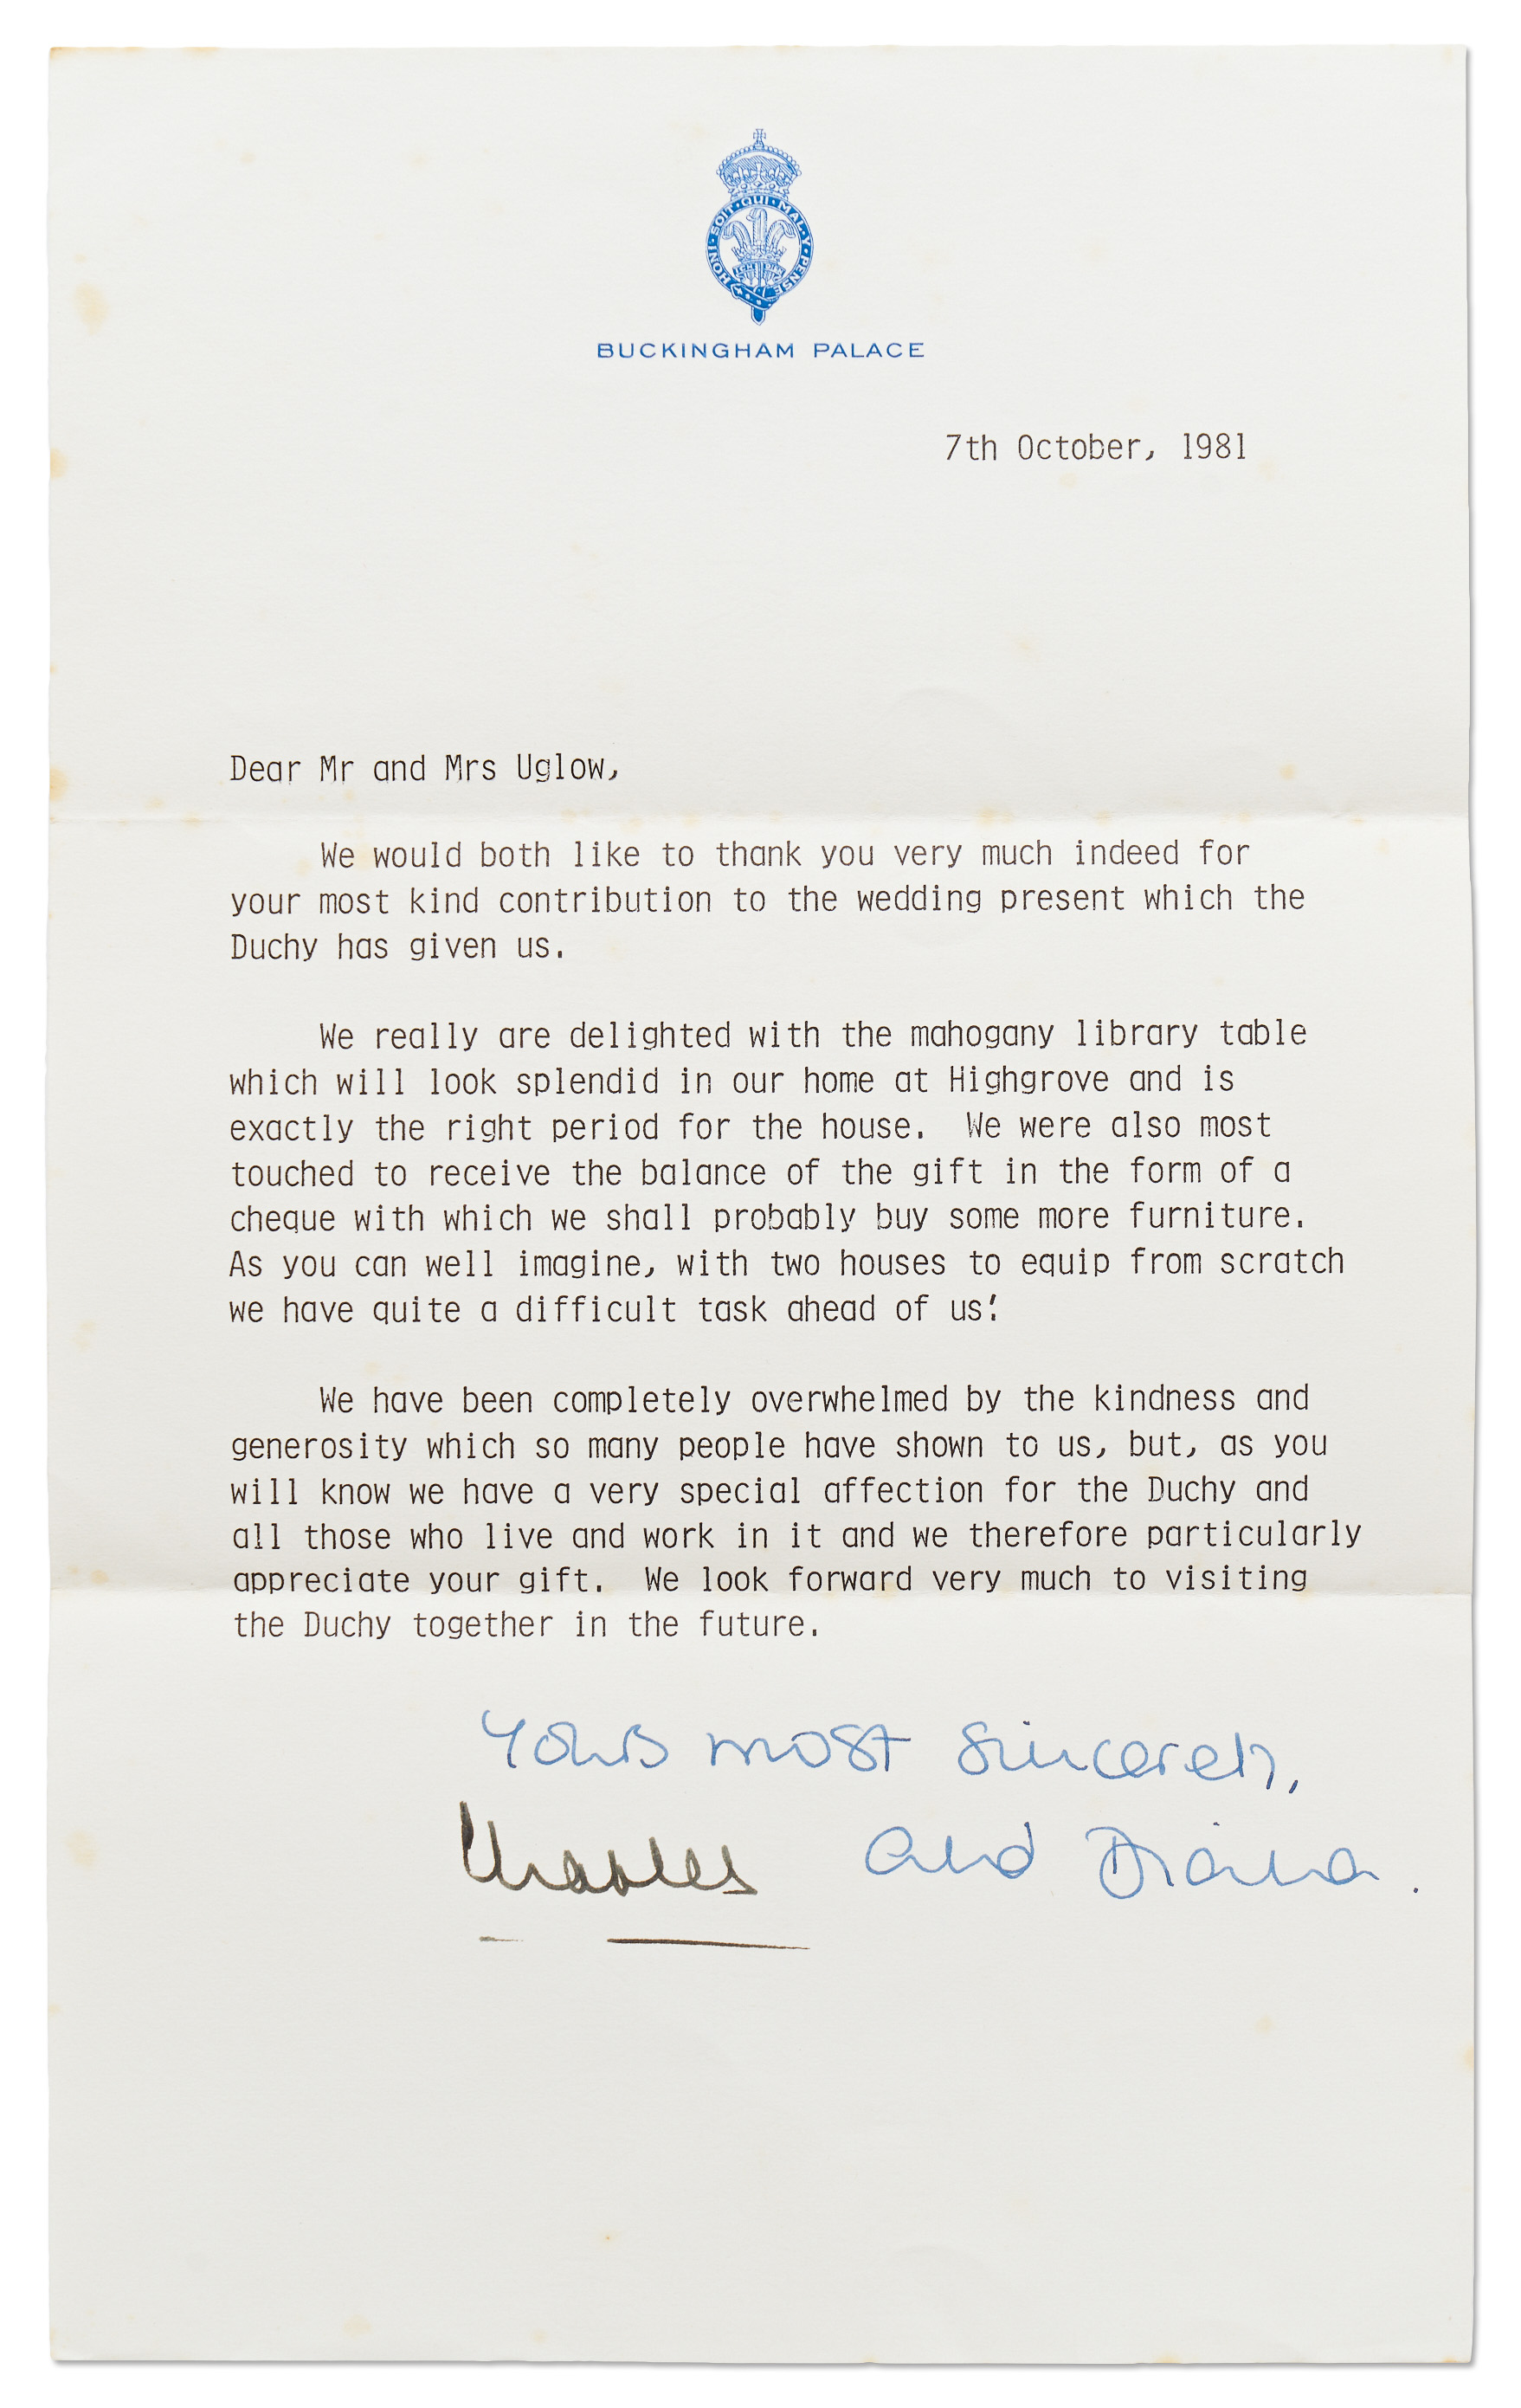 HONI·SOIT·QUI·MAL·Y·PENSE
ICH DIEN
BUCKINGHAM PALACE
7th October, 1981
Dear Mr and Mrs Uglow,
We would both like to thank you very much indeed for
your most kind contribution to the wedding present which the
Duchy has given us.
We really are delighted with the mahogany library table
which will look splendid in our home at Highgrove and is
exactly the right period for the house.  We were also most
touched to receive the balance of the gift in the form of a
cheque with which we shall probably buy some more furniture.
As you can well imagine, with two houses to equip from scratch
we have quite a difficult task ahead of us!
We have been completely overwhelmed by the kindness and
generosity which so many people have shown to us, but, as you
will know we have a very special affection for the Duchy and
all those who live and work in it and we therefore particularly
appreciate your gift.  We look forward very much to visiting
the Duchy together in the future.
Yours most sincerely,
Charles and Diana.